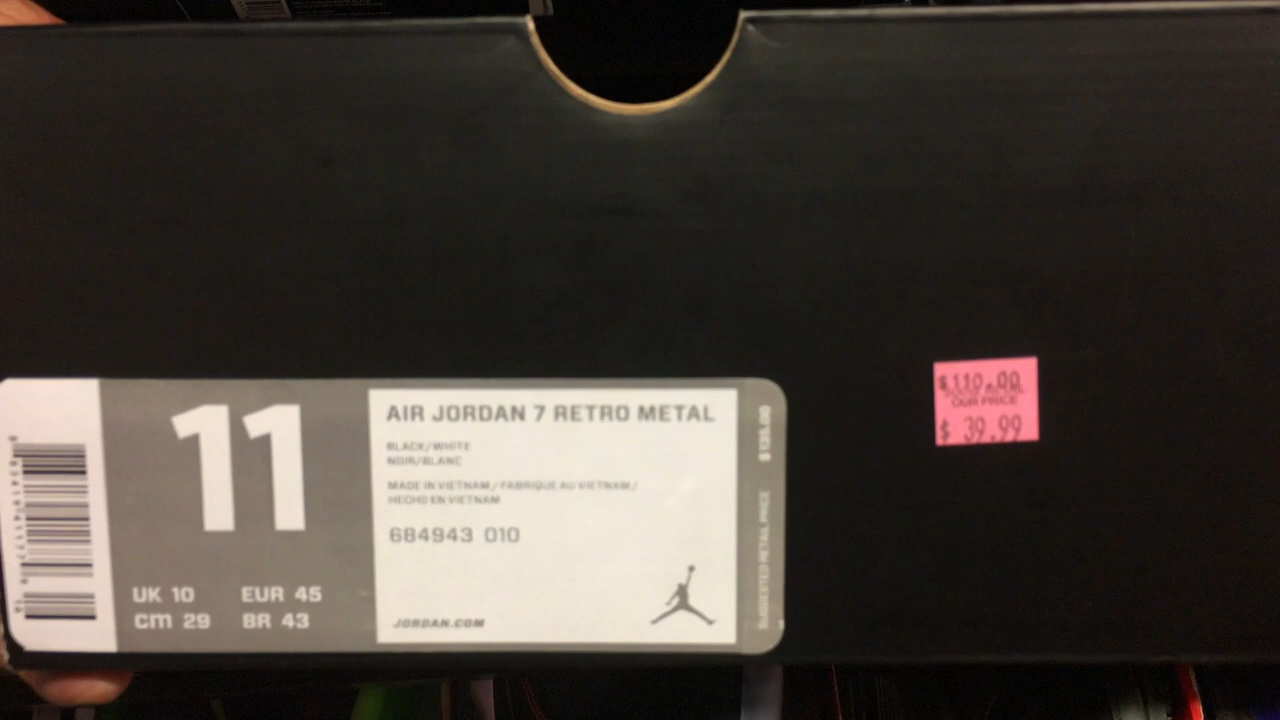 11
UK 10 EUR 45
cm 29 BR 43
AIR JORDAN 7 RETRO METAL
BLACK/WHITE
NOIR/BLANC
MADE IN VIETNAM / FABRIQUE AU VIETNAM /
HECHO EN VIETNAM
684943 010
JORDAN.COM
SUGGESTED RETAIL PRICE $135.00
$110.00
OUR PRICE
$ 39.99